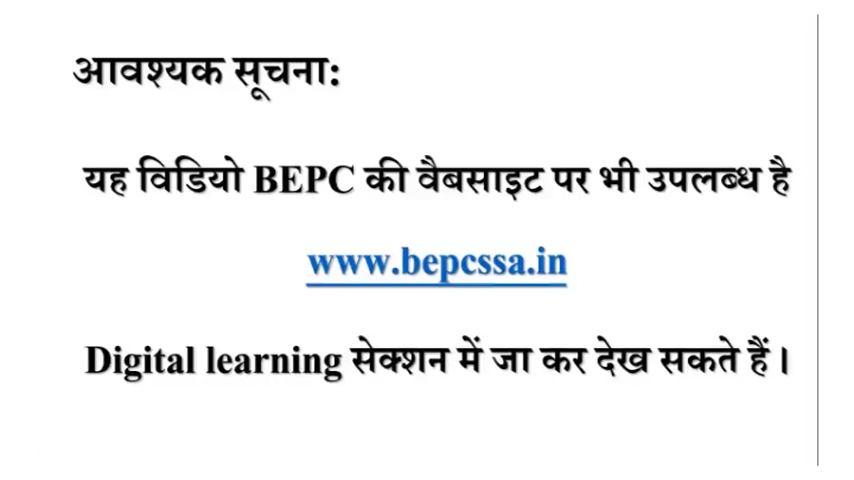 आवश्यक सूचना:
यह विडियो BEPC की वैबसाइट पर भी उपलब्ध है
www.bepcssa.in
Digital learning सेक्शन में जा कर देख सकते हैं।